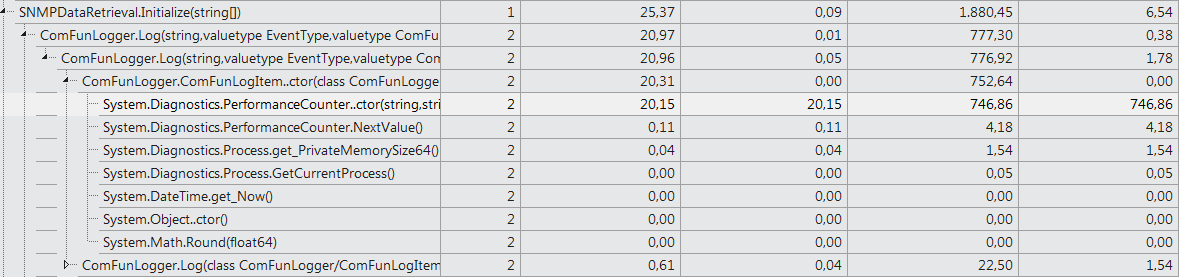 SNMPDataRetrieval.Initialize(string[]) 1 25,37 0,09 1.880,45 6,54
ComFunLogger.Log(string,valuetype EventType,valuetype ComFu 2 20,97 0,01 777,30 0,38
ComFunLogger.Log(string,valuetype EventType,valuetype Com 2 20,96 0,05 776,92 1,78
ComFunLogger.ComFunLogItem..ctor(class ComFunLogge 2 20,31 0,00 752,64 0,00
System.Diagnostics.PerformanceCounter..ctor(string,stri 2 20,15 20,15 746,86 746,86
System.Diagnostics.PerformanceCounter.NextValue() 2 0,11 0,11 4,18 4,18
System.Diagnostics.Process.get_PrivateMemorySize64() 2 0,04 0,04 1,54 1,54
System.Diagnostics.Process.GetCurrentProcess() 2 0,00 0,00 0,05 0,05
System.DateTime.get_Now() 2 0,00 0,00 0,00 0,00
System.Object..ctor() 2 0,00 0,00 0,00 0,00
System.Math.Round(float64) 2 0,00 0,00 0,00 0,00
ComFunLogger.Log(class ComFunLogger/ComFunLogItem 2 0,61 0,04 22,50 1,54